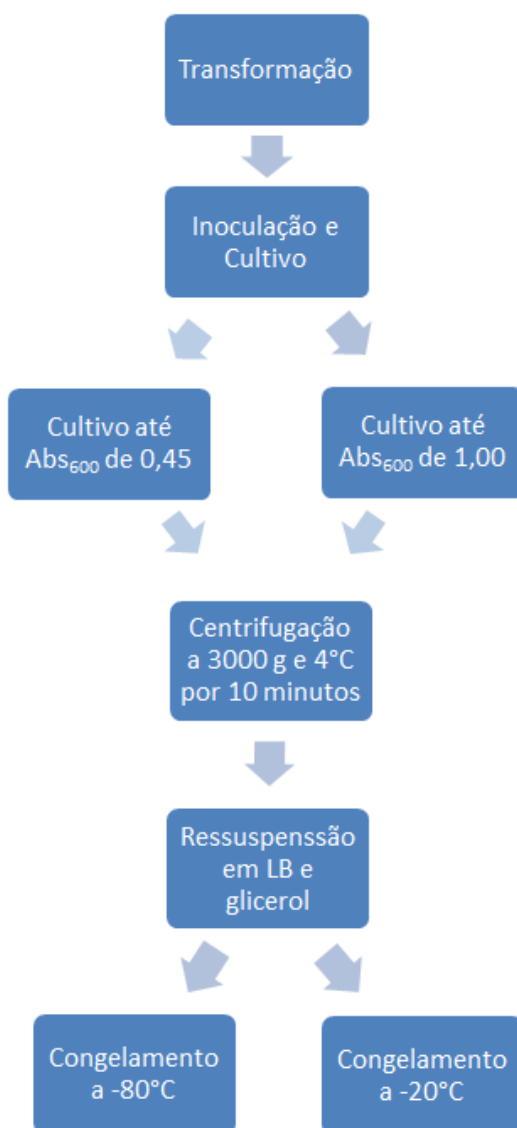 Transformação
Inoculação e
Cultivo
Cultivo até
Abs₆₀₀ de 0,45
Cultivo até
Abs₆₀₀ de 1,00
Centrifugação
a 3000 g e 4°C
por 10 minutos
Ressuspenssão
em LB e
glicerol
Congelamento
a -80°C
Congelamento
a -20°C